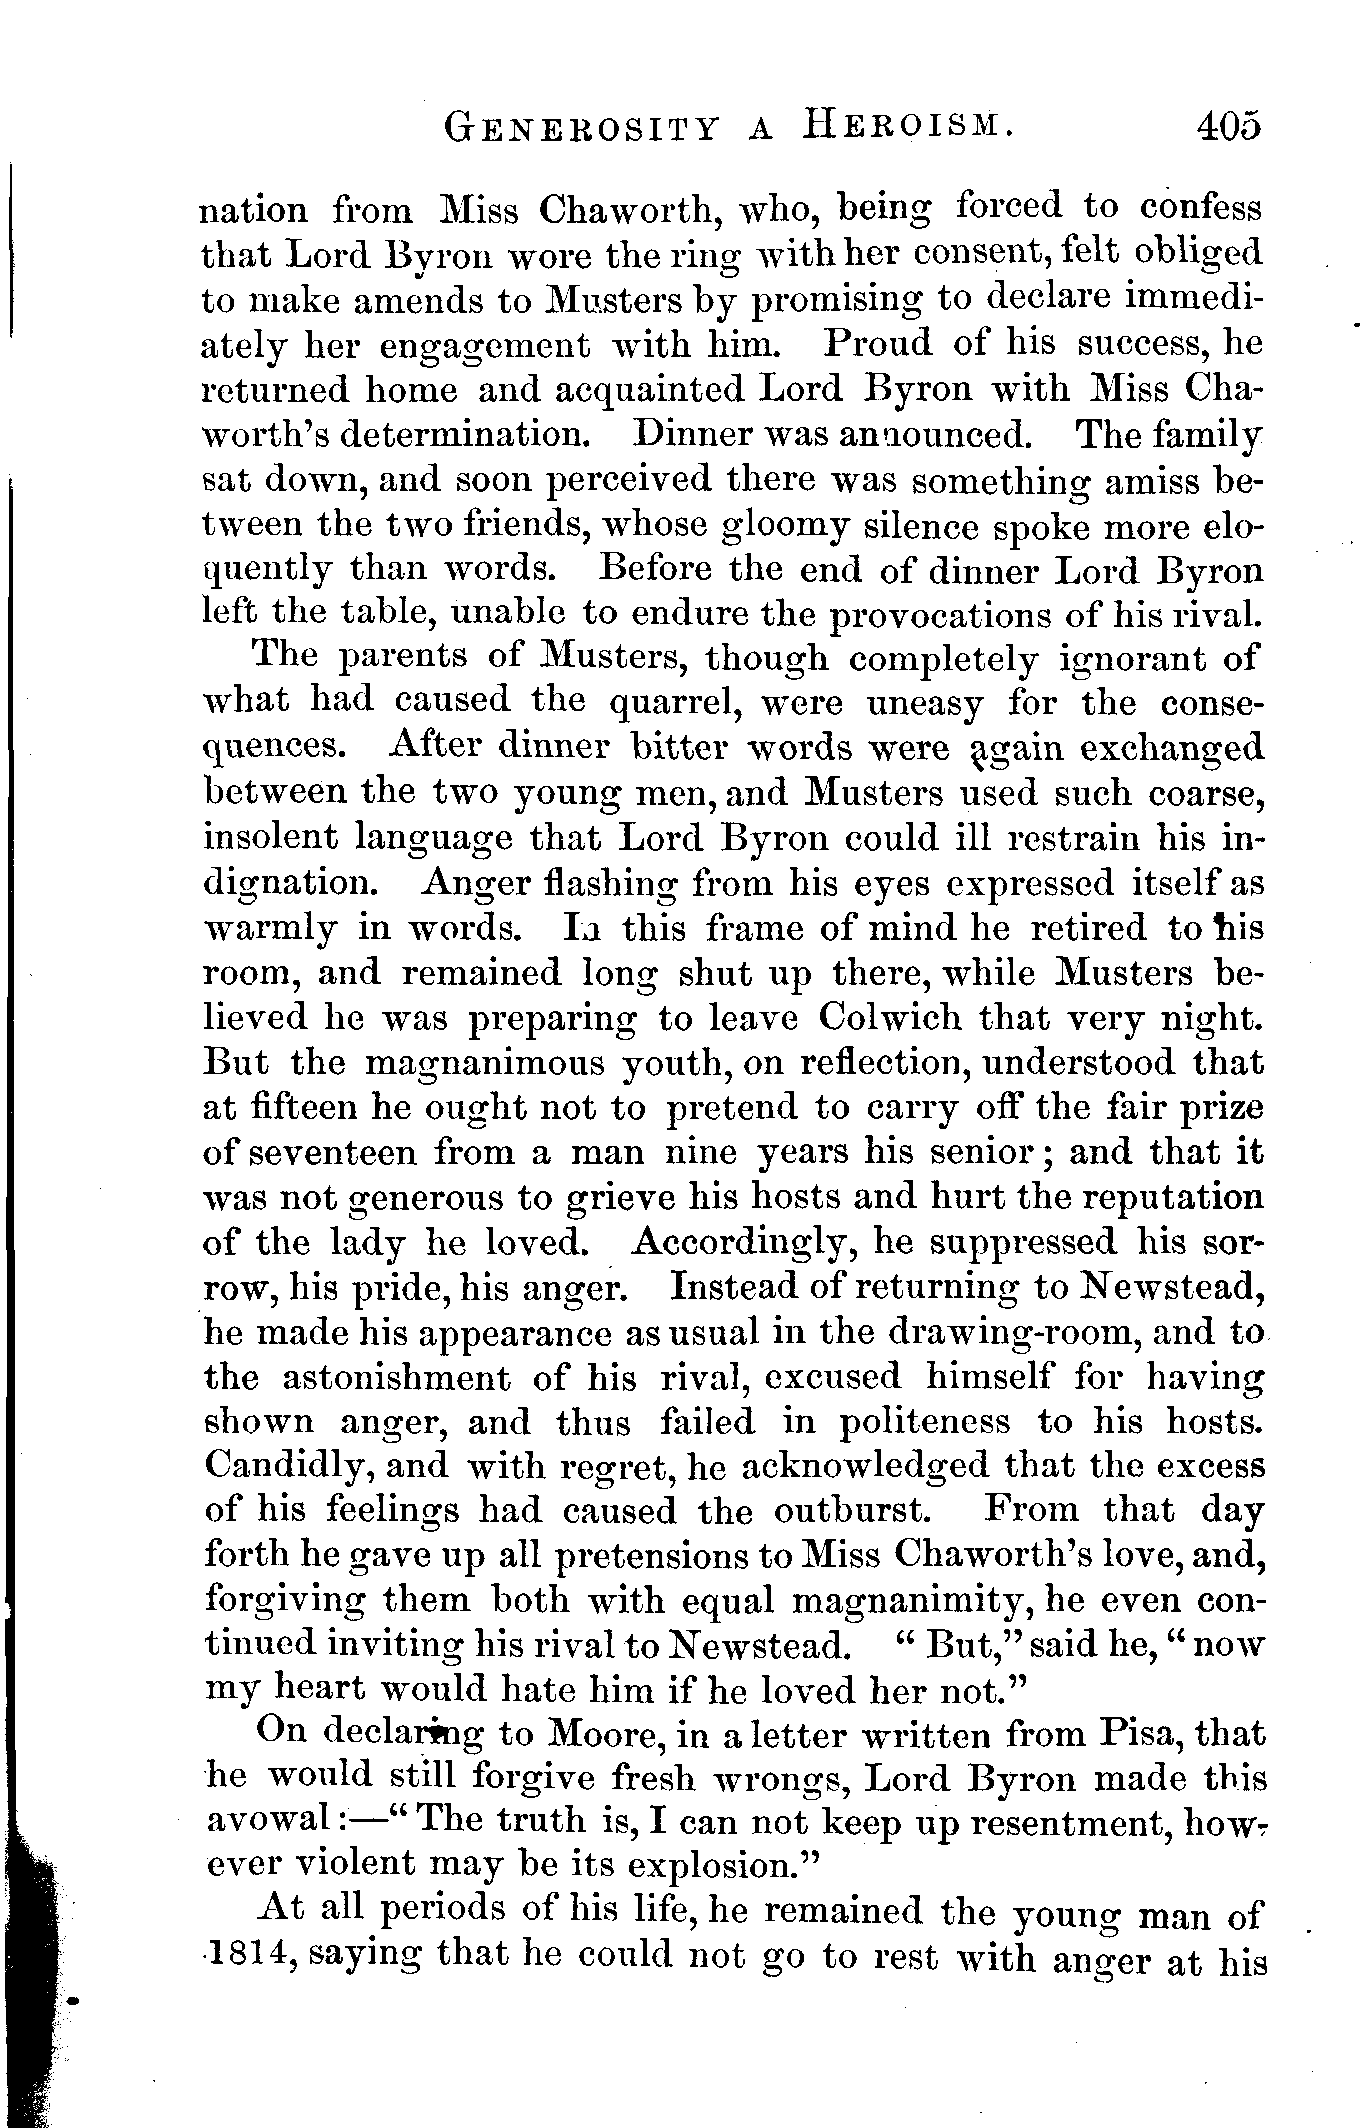 GENEROSITY A HEROISM. 405
nation from Miss Chaworth, who, being forced to confess
that Lord Byron wore the ring with her consent, felt obliged
to make amends to Musters by promising to declare immedi-
ately her engagement with him. Proud of his success, he
returned home and acquainted Lord Byron with Miss Cha-
worth's determination. Dinner was announced. The family
sat down, and soon perceived there was something amiss be-
tween the two friends, whose gloomy silence spoke more elo-
quently than words. Before the end of dinner Lord Byron
left the table, unable to endure the provocations of his rival.
The parents of Musters, though completely ignorant of
what had caused the quarrel, were uneasy for the conse-
quences. After dinner bitter words were again exchanged
between the two young men, and Musters used such coarse,
insolent language that Lord Byron could ill restrain his in-
dignation. Anger flashing from his eyes expressed itself as
warmly in words. In this frame of mind he retired to his
room, and remained long shut up there, while Musters be-
lieved he was preparing to leave Colwich that very night.
But the magnanimous youth, on reflection, understood that
at fifteen he ought not to pretend to carry off the fair prize
of seventeen from a man nine years his senior; and that it
was not generous to grieve his hosts and hurt the reputation
of the lady he loved. Accordingly, he suppressed his sor-
row, his pride, his anger. Instead of returning to Newstead,
he made his appearance as usual in the drawing-room, and to
the astonishment of his rival, excused himself for having
shown anger, and thus failed in politeness to his hosts.
Candidly, and with regret, he acknowledged that the excess
of his feelings had caused the outburst. From that day
forth he gave up all pretensions to Miss Chaworth's love, and,
forgiving them both with equal magnanimity, he even con-
tinued inviting his rival to Newstead. "But," said he, "now
my heart would hate him if he loved her not."
On declaring to Moore, in a letter written from Pisa, that
he would still forgive fresh wrongs, Lord Byron made this
avowal:—"The truth is, I can not keep up resentment, how-
ever violent may be its explosion."
At all periods of his life, he remained the young man of
1814, saying that he could not go to rest with anger at his